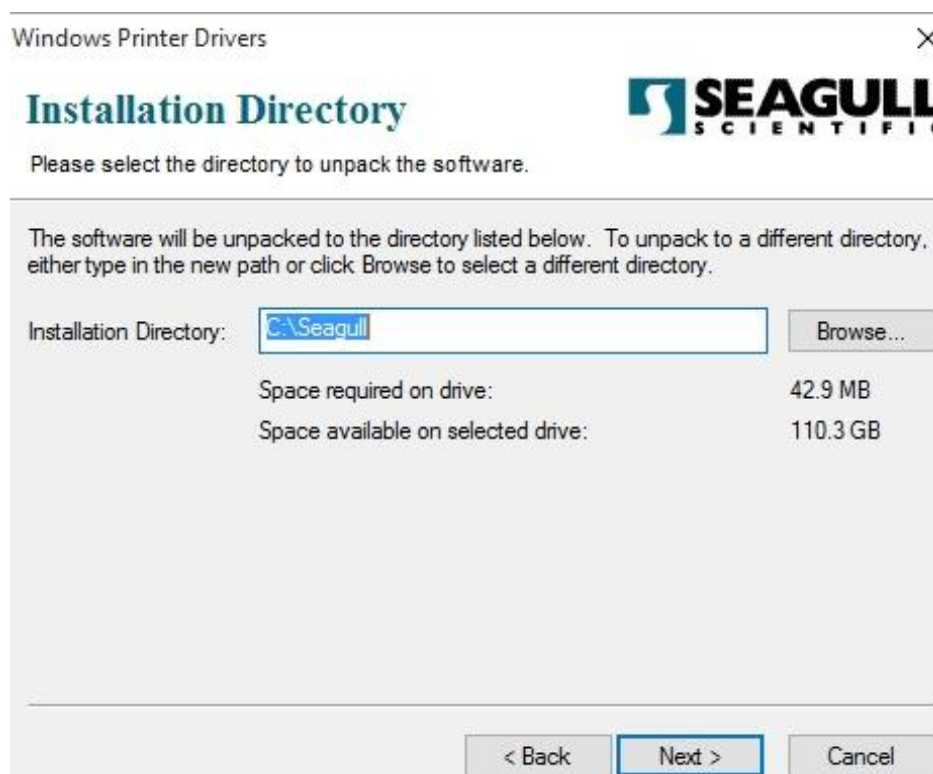 Windows Printer Drivers
Installation Directory
SEAGULL
SCIENTIFIC
Please select the directory to unpack the software.
The software will be unpacked to the directory listed below. To unpack to a different directory,
either type in the new path or click Browse to select a different directory.
Installation Directory: C:\Seagull Browse...
Space required on drive: 42.9 MB
Space available on selected drive: 110.3 GB
< Back Next > Cancel